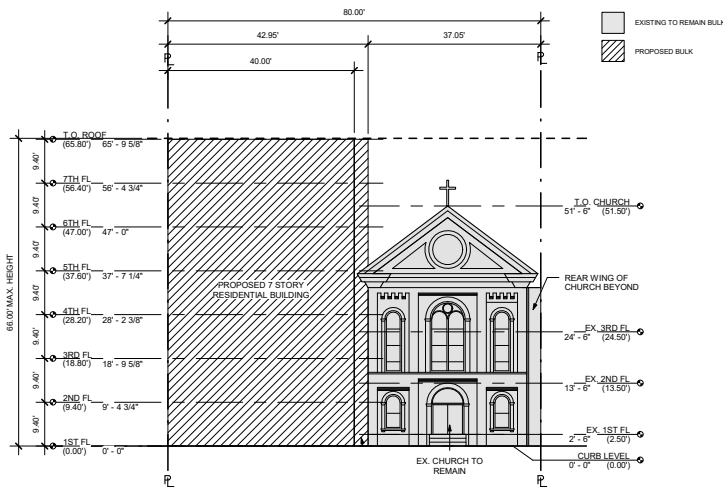 80.00'
42.95'
37.05'
40.00'
EXISTING TO REMAIN BULK
PROPOSED BULK
PL
PL
T.O. ROOF
(65.80') 65' - 9 5/8"
7TH FL
(56.40') 56' - 4 3/4"
6TH FL
(47.00') 47' - 0"
5TH FL
(37.60') 37' - 7 1/4"
4TH FL
(28.20') 28' - 2 3/8"
3RD FL
(18.80') 18' - 9 5/8"
2ND FL
(9.40') 9' - 4 3/4"
1ST FL
(0.00') 0' - 0"
66.00' MAX. HEIGHT
9.40'
9.40'
9.40'
9.40'
9.40'
9.40'
9.40'
PROPOSED 7 STORY
RESIDENTIAL BUILDING
T.O. CHURCH
51' - 6" (51.50')
REAR WING OF
CHURCH BEYOND
EX. 3RD FL
24' - 6" (24.50')
EX. 2ND FL
13' - 6" (13.50')
EX. 1ST FL
2' - 6" (2.50')
CURB LEVEL
0' - 0" (0.00')
EX. CHURCH TO
REMAIN
PL
PL